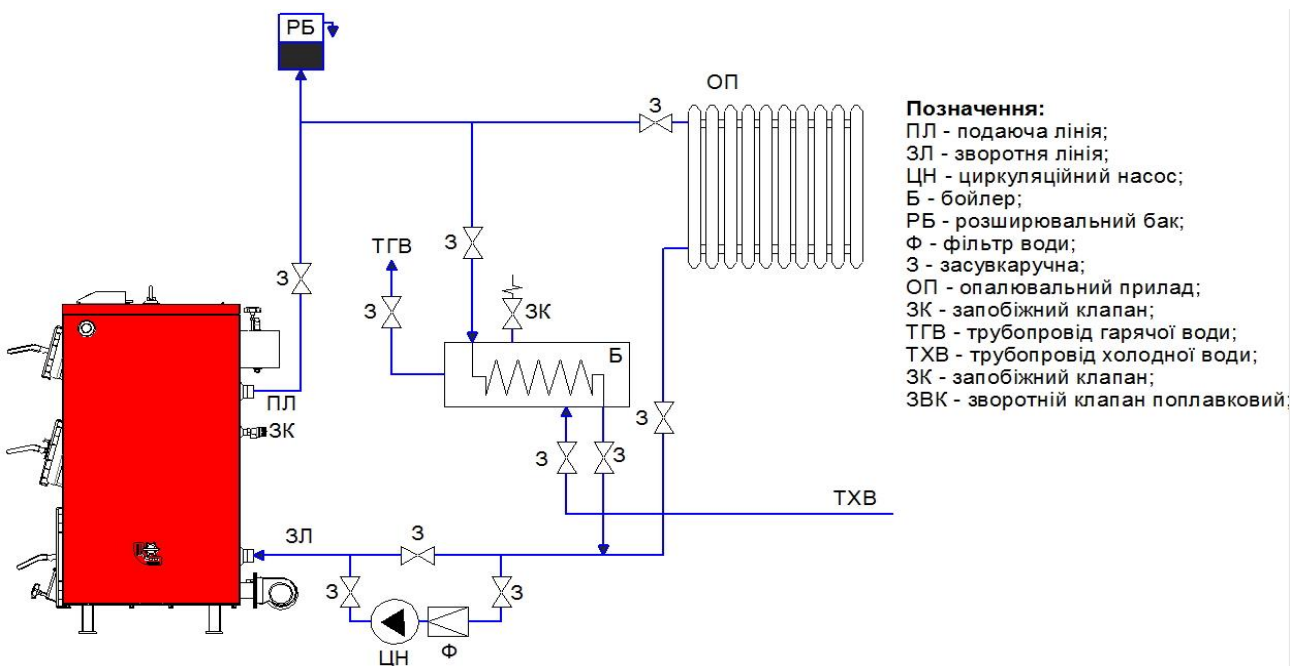 РБ
ОП
З
З
ТГВ
З
З
ЗК
Б
ПЛ
ЗК
З
З
З
ТХВ
ЗЛ
З
З
З
ЦН
Ф
Позначення:
ПЛ - подаюча лінія;
ЗЛ - зворотня лінія;
ЦН - циркуляційний насос;
Б - бойлер;
РБ - розширювальний бак;
Ф - фільтр води;
З - засувкаручна;
ОП - опалювальний прилад;
ЗК - запобіжний клапан;
ТГВ - трубопровід гарячої води;
ТХВ - трубопровід холодної води;
ЗК - запобіжний клапан;
ЗВК - зворотній клапан поплавковий;